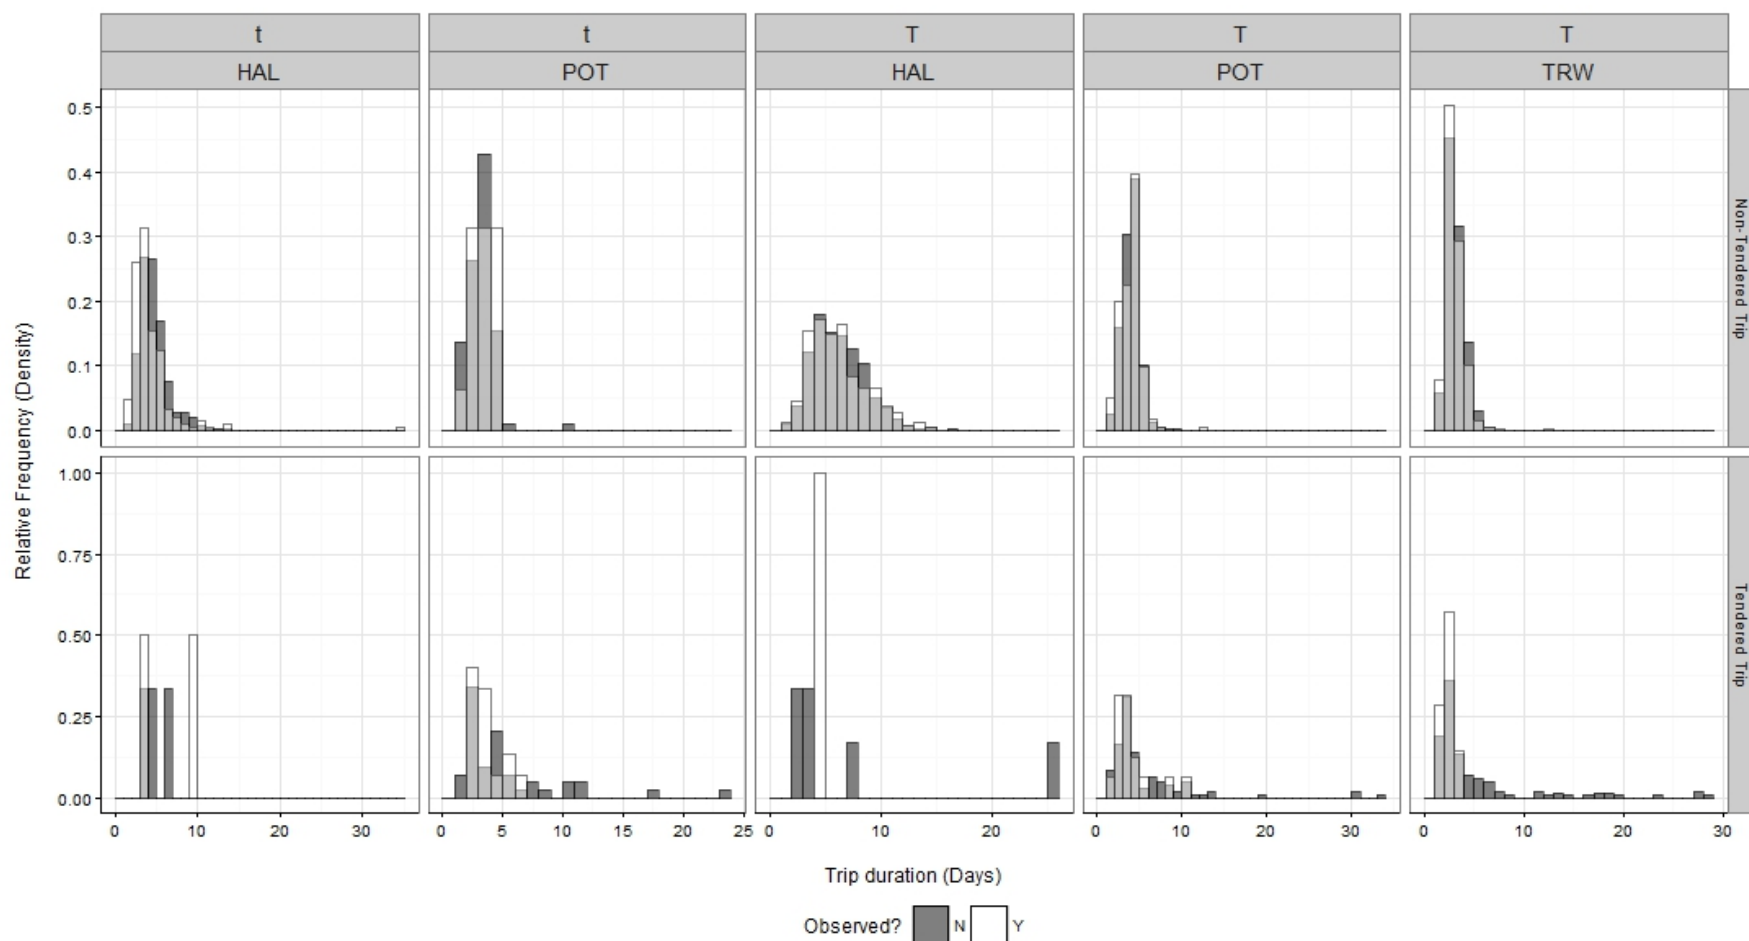 t t T T T
HAL POT HAL POT TRW
0.5
0.4
0.3
0.2
0.1
0.0
Non-Tendered Trip
Relative Frequency (Density)
1.00
0.75
0.50
0.25
0.00
Tendered Trip
0 10 20 30 0 5 10 15 20 25 0 10 20 0 10 20 30 0 10 20 30
Trip duration (Days)
Observed? N Y